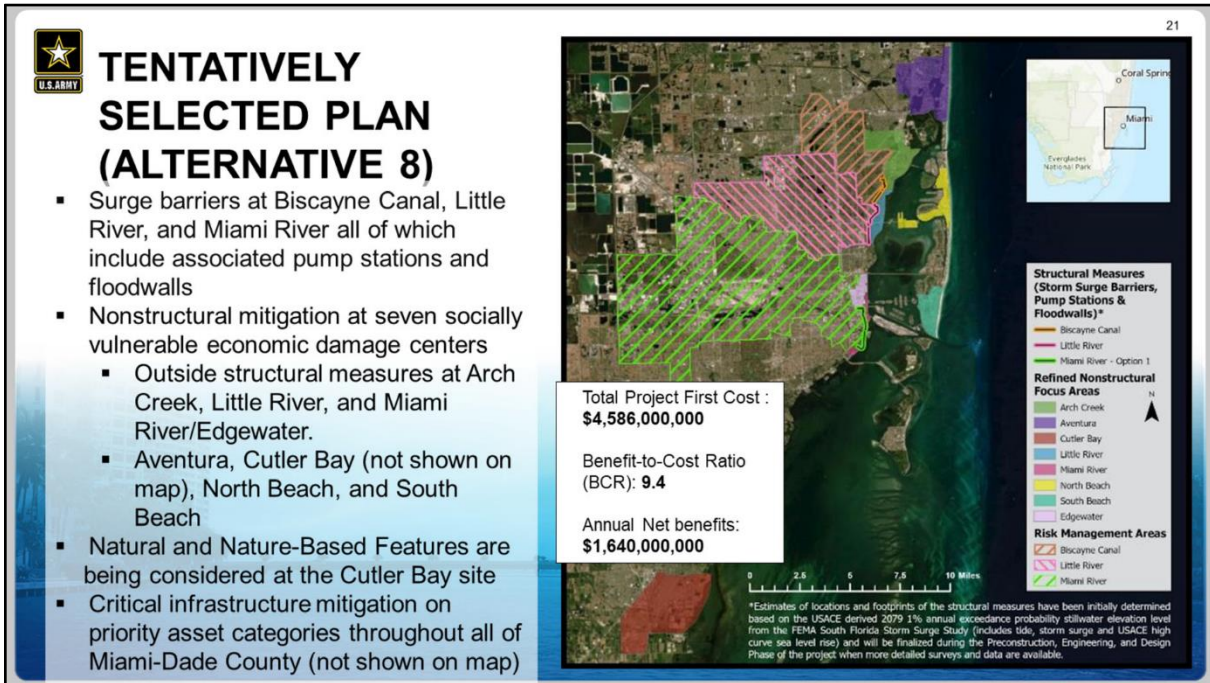 21
U.S.ARMY
TENTATIVELY
SELECTED PLAN
(ALTERNATIVE 8)
▪ Surge barriers at Biscayne Canal, Little
River, and Miami River all of which
include associated pump stations and
floodwalls
▪ Nonstructural mitigation at seven socially
vulnerable economic damage centers
▪ Outside structural measures at Arch
Creek, Little River, and Miami
River/Edgewater.
▪ Aventura, Cutler Bay (not shown on
map), North Beach, and South
Beach
▪ Natural and Nature-Based Features are
being considered at the Cutler Bay site
▪ Critical infrastructure mitigation on
priority asset categories throughout all of
Miami-Dade County (not shown on map)
Total Project First Cost :
$4,586,000,000
Benefit-to-Cost Ratio
(BCR): 9.4
Annual Net benefits:
$1,640,000,000
Coral Spring
Miami
Everglades
National Park
Structural Measures
(Storm Surge Barriers,
Pump Stations &
Floodwalls)*
Biscayne Canal
Little River
Miami River - Option 1
Refined Nonstructural
Focus Areas
N
Arch Creek
Aventura
Cutler Bay
Little River
Miami River
North Beach
South Beach
Edgewater
Risk Management Areas
Biscayne Canal
Little River
Miami River
0 2.5 5 7.5 10 Miles
*Estimates of locations and footprints of the structural measures have been initially determined
based on the USACE derived 2079 1% annual exceedance probability stillwater elevation level
from the FEMA South Florida Storm Surge Study (includes tide, storm surge and USACE high
curve sea level rise) and will be finalized during the Preconstruction, Engineering, and Design
Phase of the project when more detailed surveys and data are available.